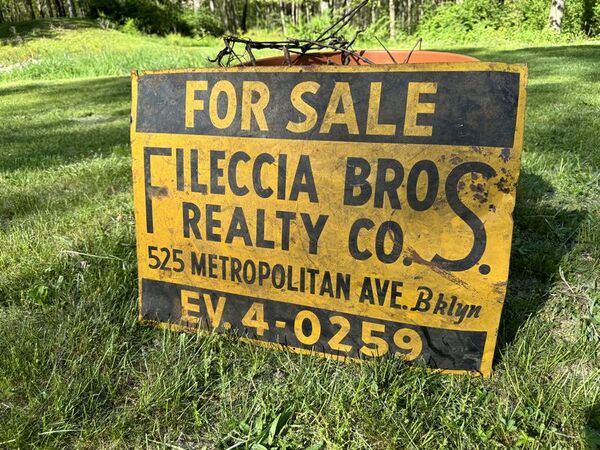 FOR SALE
FILECCIA BROS.
REALTY CO.
525 METROPOLITAN AVE. Bklyn
EV. 4-0259